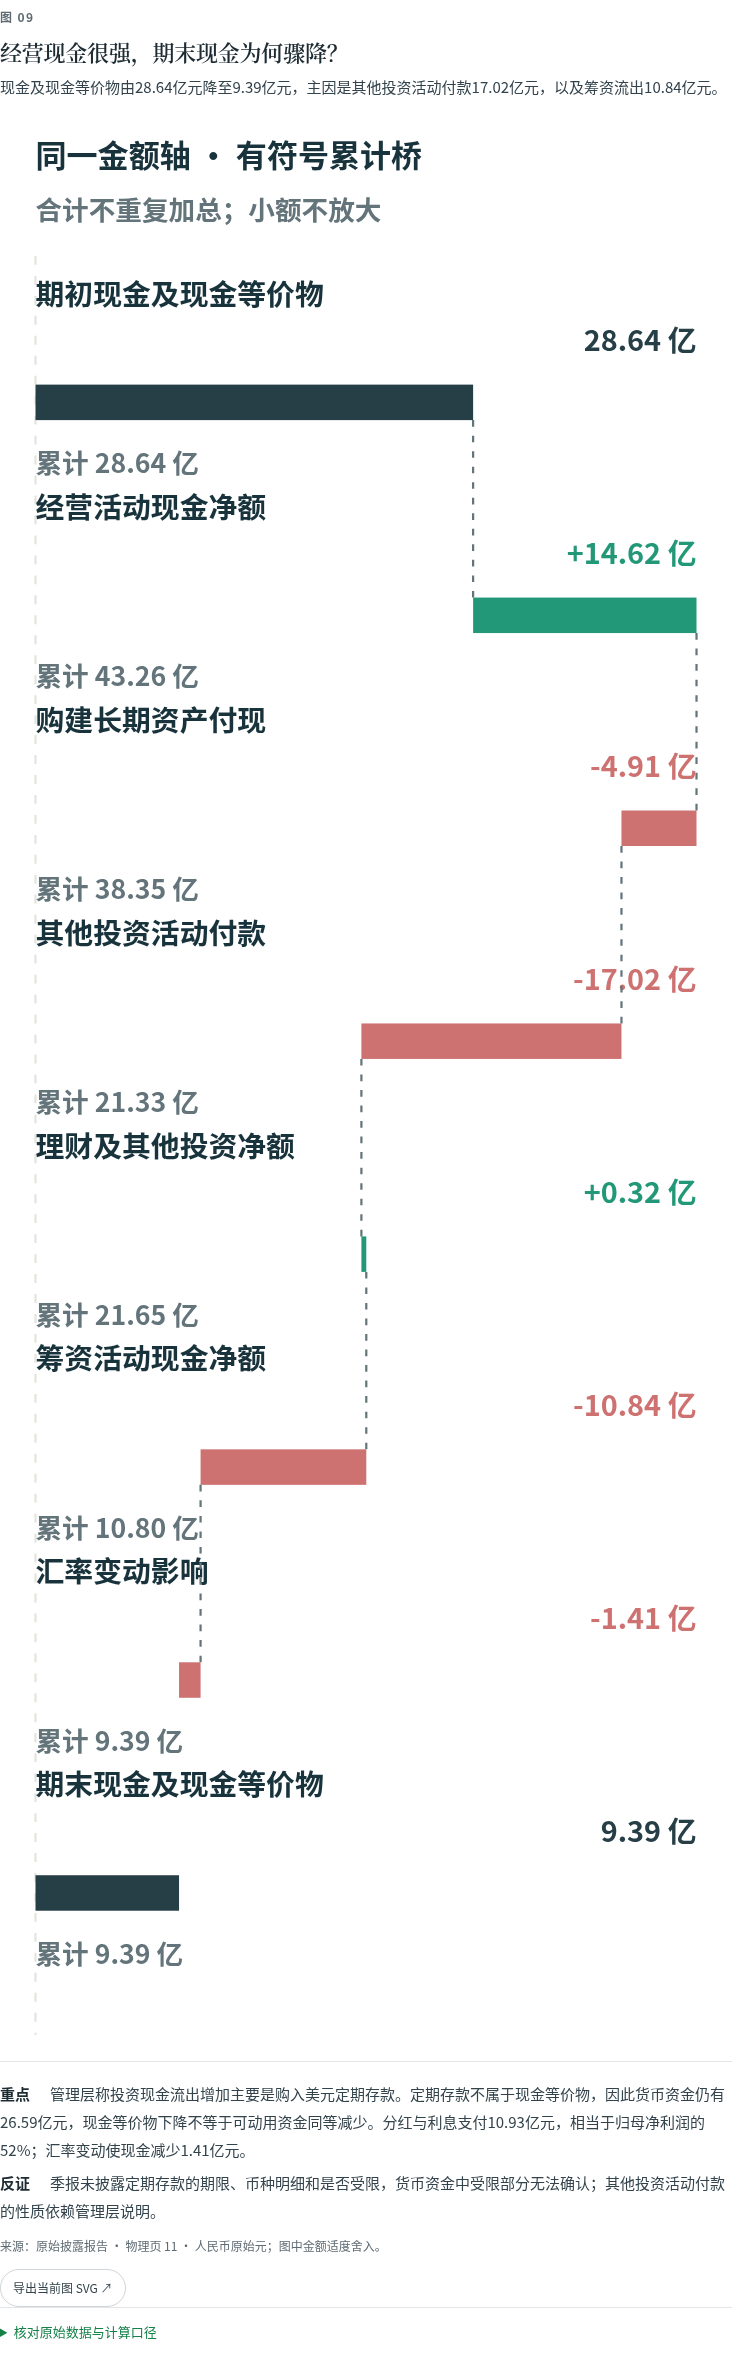 图 09
经营现金很强，期末现金为何骤降？
现金及现金等价物由28.64亿元降至9.39亿元，主因是其他投资活动付款17.02亿元，以及筹资流出10.84亿元。
同一金额轴 · 有符号累计桥
合计不重复加总；小额不放大
期初现金及现金等价物
28.64 亿
累计 28.64 亿
经营活动现金净额
+14.62 亿
累计 43.26 亿
购建长期资产付现
-4.91 亿
累计 38.35 亿
其他投资活动付款
-17.02 亿
累计 21.33 亿
理财及其他投资净额
+0.32 亿
累计 21.65 亿
筹资活动现金净额
-10.84 亿
累计 10.80 亿
汇率变动影响
-1.41 亿
累计 9.39 亿
期末现金及现金等价物
9.39 亿
累计 9.39 亿
重点 管理层称投资现金流出增加主要是购入美元定期存款。定期存款不属于现金等价物，因此货币资金仍有
26.59亿元，现金等价物下降不等于可动用资金同等减少。分红与利息支付10.93亿元，相当于归母净利润的
52%；汇率变动使现金减少1.41亿元。
反证 季报未披露定期存款的期限、币种明细和是否受限，货币资金中受限部分无法确认；其他投资活动付款
的性质依赖管理层说明。
来源：原始披露报告 · 物理页 11 · 人民币原始元；图中金额适度舍入。
导出当前图 SVG ↗
▶ 核对原始数据与计算口径